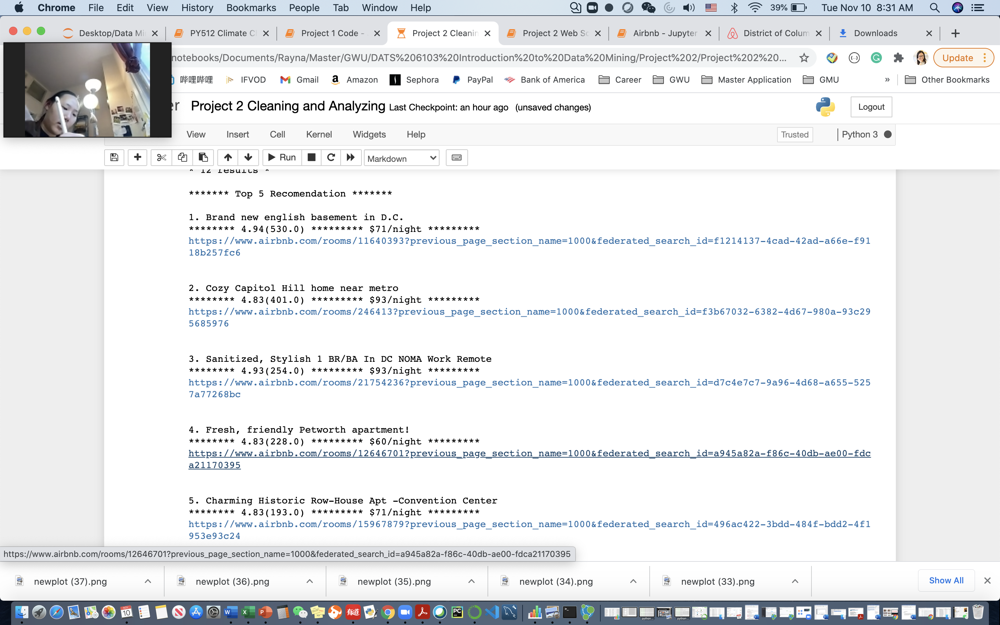 Chrome File Edit View History Bookmarks People Tab Window Help 39% Tue Nov 10 8:31 AM
Desktop/Data Mi PY512 Climate C Project 1 Code - Project 2 Cleanin Project 2 Web Sc Airbnb - Jupyter District of Colum Downloads
notebooks/Documents/Rayna/Master/GWU/DATS%206103%20Introduction%20to%20Data%20Mining/Project%202/Project%202%20... Update
哔哩哔哩 IFVOD Gmail Amazon Sephora PayPal Bank of America Career GWU Master Application GMU » Other Bookmarks
er Project 2 Cleaning and Analyzing Last Checkpoint: an hour ago (unsaved changes) Logout
View Insert Cell Kernel Widgets Help Trusted Python 3
Run Markdown
* 12 results *
******* Top 5 Recomendation *******
1. Brand new english basement in D.C.
******** 4.94(530.0) ********* $71/night *********
https://www.airbnb.com/rooms/11640393?previous_page_section_name=1000&federated_search_id=f1214137-4cad-42ad-a66e-f91
18b257fc6
2. Cozy Capitol Hill home near metro
******** 4.83(401.0) ********* $93/night *********
https://www.airbnb.com/rooms/246413?previous_page_section_name=1000&federated_search_id=f3b67032-6382-4d67-980a-93c29
5685976
3. Sanitized, Stylish 1 BR/BA In DC NOMA Work Remote
******** 4.93(254.0) ********* $93/night *********
https://www.airbnb.com/rooms/21754236?previous_page_section_name=1000&federated_search_id=d7c4e7c7-9a96-4d68-a655-525
7a77268bc
4. Fresh, friendly Petworth apartment!
******** 4.83(228.0) ********* $60/night *********
https://www.airbnb.com/rooms/12646701?previous_page_section_name=1000&federated_search_id=a945a82a-f86c-40db-ae00-fdc
a21170395
5. Charming Historic Row-House Apt -Convention Center
******** 4.83(193.0) ********* $71/night *********
https://www.airbnb.com/rooms/15967879?previous_page_section_name=1000&federated_search_id=496ac422-3bdd-484f-bdd2-4f1
953e93c24
https://www.airbnb.com/rooms/12646701?previous_page_section_name=1000&federated_search_id=a945a82a-f86c-40db-ae00-fdca21170395
newplot (37).png newplot (36).png newplot (35).png newplot (34).png newplot (33).png Show All
NOV 10 有道 PC